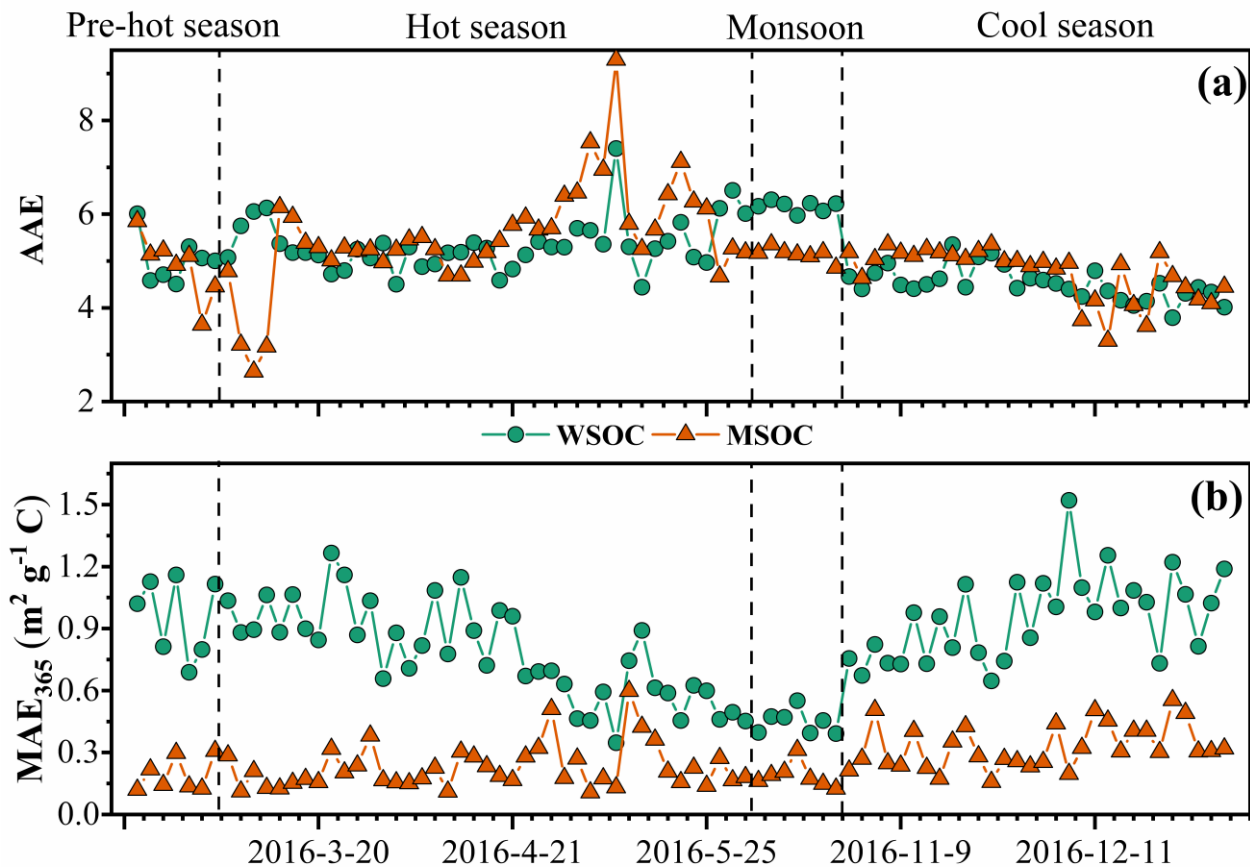 Pre-hot season Hot season Monsoon Cool season
(a)
8
6
4
2
AAE
WSOC MSOC
(b)
1.5
1.2
0.9
0.6
0.3
0.0
MAE₃₆₅ (m² g⁻¹ C)
2016-3-20 2016-4-21 2016-5-25 2016-11-9 2016-12-11